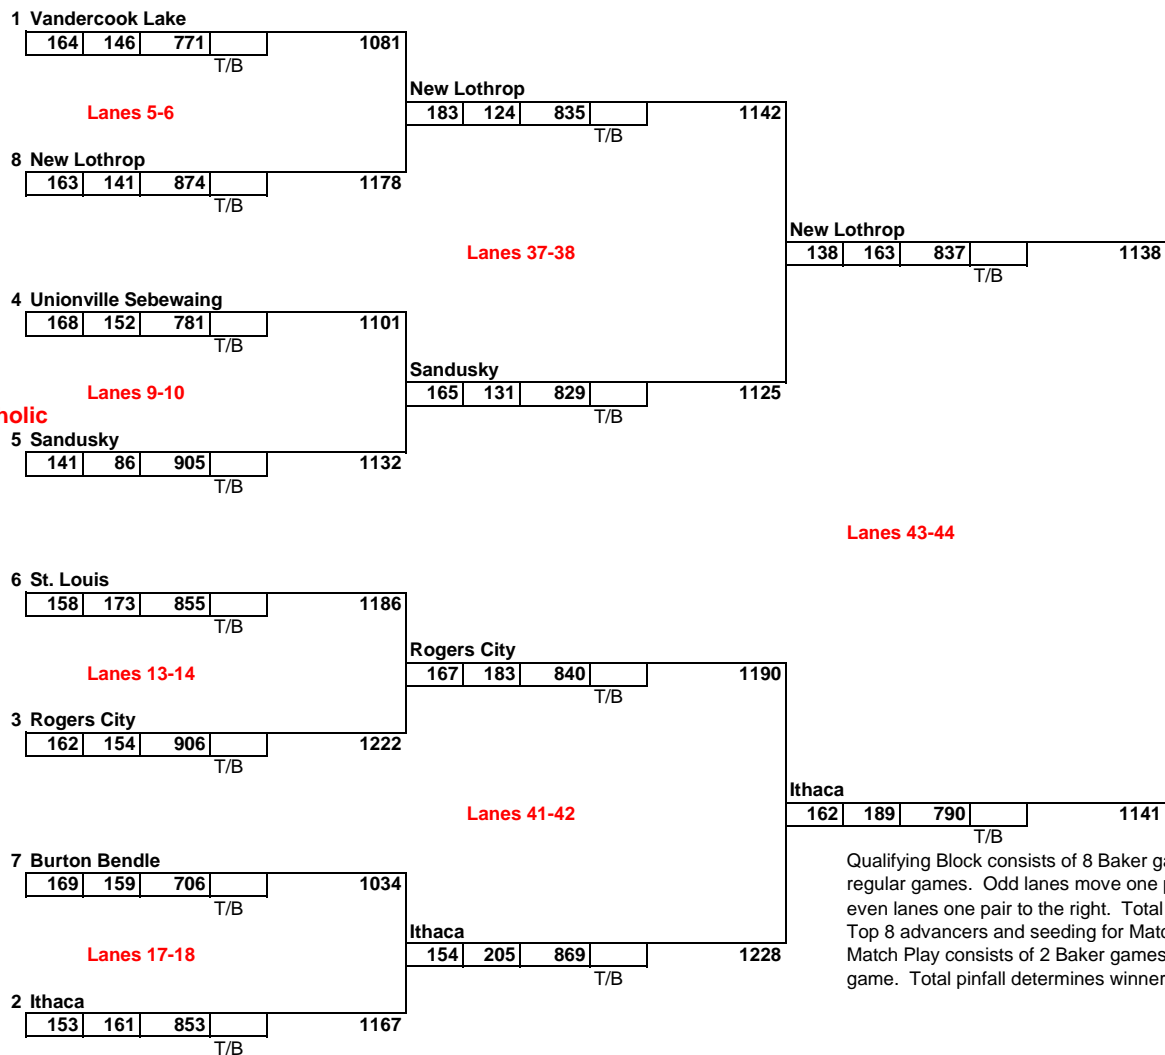 1 Vandercook Lake
164 146 771 1081
T/B
New Lothrop
Lanes 5-6
183 124 835 1142
T/B
8 New Lothrop
163 141 874 1178
T/B
New Lothrop
Lanes 37-38
138 163 837 1138
T/B
4 Unionville Sebewaing
168 152 781 1101
T/B
Sandusky
Lanes 9-10
165 131 829 1125
T/B
holic
5 Sandusky
141 86 905 1132
T/B
Lanes 43-44
6 St. Louis
158 173 855 1186
T/B
Rogers City
Lanes 13-14
167 183 840 1190
T/B
3 Rogers City
162 154 906 1222
T/B
Ithaca
Lanes 41-42
162 189 790 1141
T/B
7 Burton Bendle
169 159 706 1034
T/B
Qualifying Block consists of 8 Baker ga
regular games. Odd lanes move one p
even lanes one pair to the right. Total
Top 8 advancers and seeding for Matc
Match Play consists of 2 Baker games
game. Total pinfall determines winner
Ithaca
Lanes 17-18
154 205 869 1228
T/B
2 Ithaca
153 161 853 1167
T/B